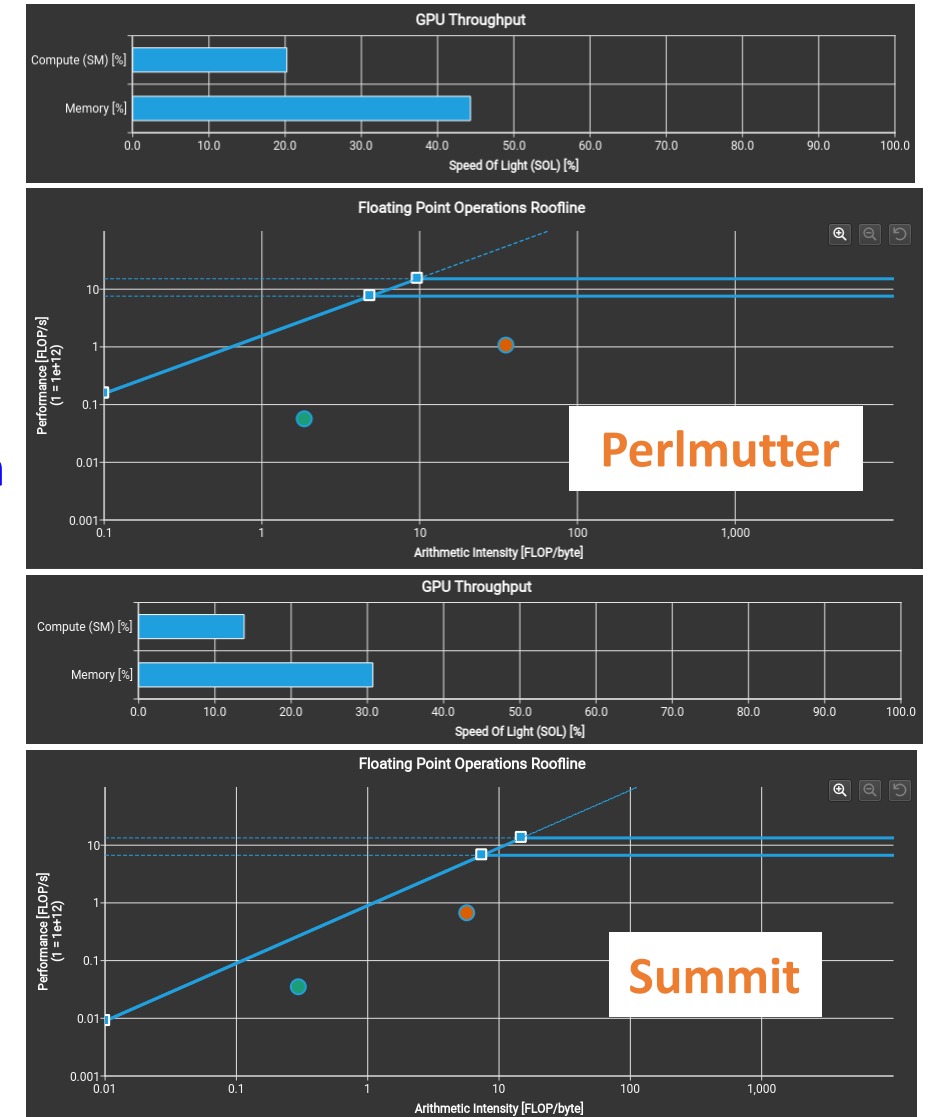 GPU Throughput
Compute (SM) [%]
Memory [%]
0.0 10.0 20.0 30.0 40.0 50.0 60.0 70.0 80.0 90.0 100.0
Speed Of Light (SOL) [%]
Floating Point Operations Roofline
Performance [FLOP/s]
(1 = 1e+12)
10
1
0.1
0.01
0.001
Perlmutter
0.1 1 10 100 1,000
Arithmetic Intensity [FLOP/byte]
GPU Throughput
Compute (SM) [%]
Memory [%]
0.0 10.0 20.0 30.0 40.0 50.0 60.0 70.0 80.0 90.0 100.0
Speed Of Light (SOL) [%]
Floating Point Operations Roofline
Performance [FLOP/s]
(1 = 1e+12)
10
1
0.1
0.01
0.001
Summit
0.01 0.1 1 10 100 1,000
Arithmetic Intensity [FLOP/byte]